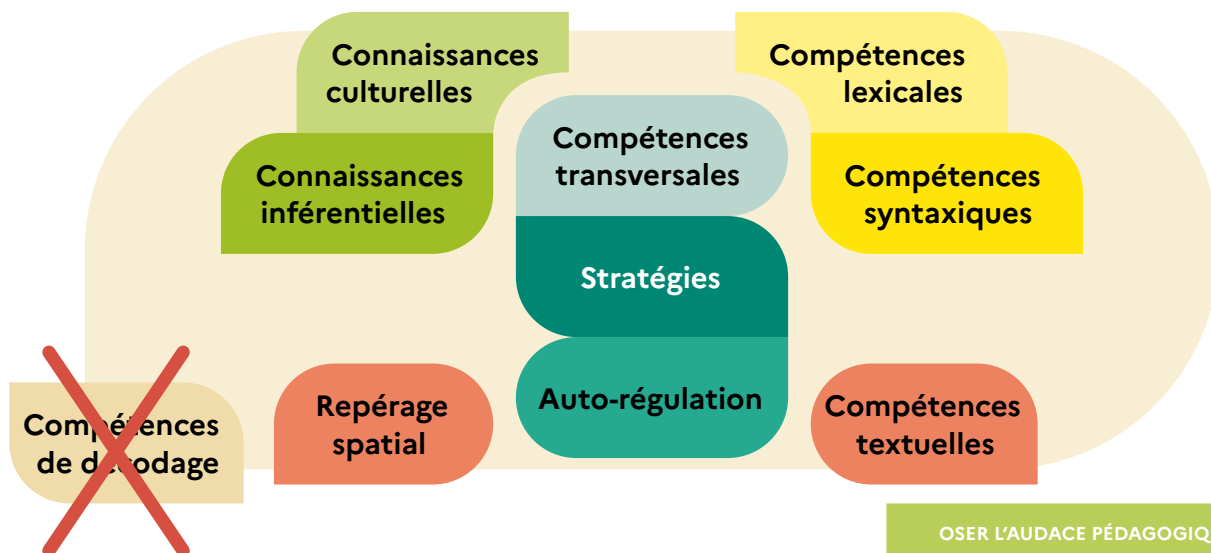 Connaissances
culturelles
Compétences
lexicales
Compétences
transversales
Connaissances
inférentielles
Compétences
syntaxiques
Stratégies
Compétences
de décodage
Repérage
spatial
Auto-régulation
Compétences
textuelles
OSER L'AUDACE PÉDAGOGIQ